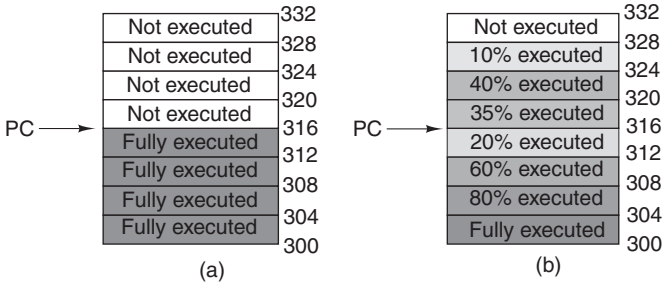 332
Not executed
328
Not executed
324
Not executed
320
Not executed
316
PC
Fully executed
312
Fully executed
308
Fully executed
304
Fully executed
300
(a)
332
Not executed
328
10% executed
324
40% executed
320
35% executed
316
PC
20% executed
312
60% executed
308
80% executed
304
Fully executed
300
(b)